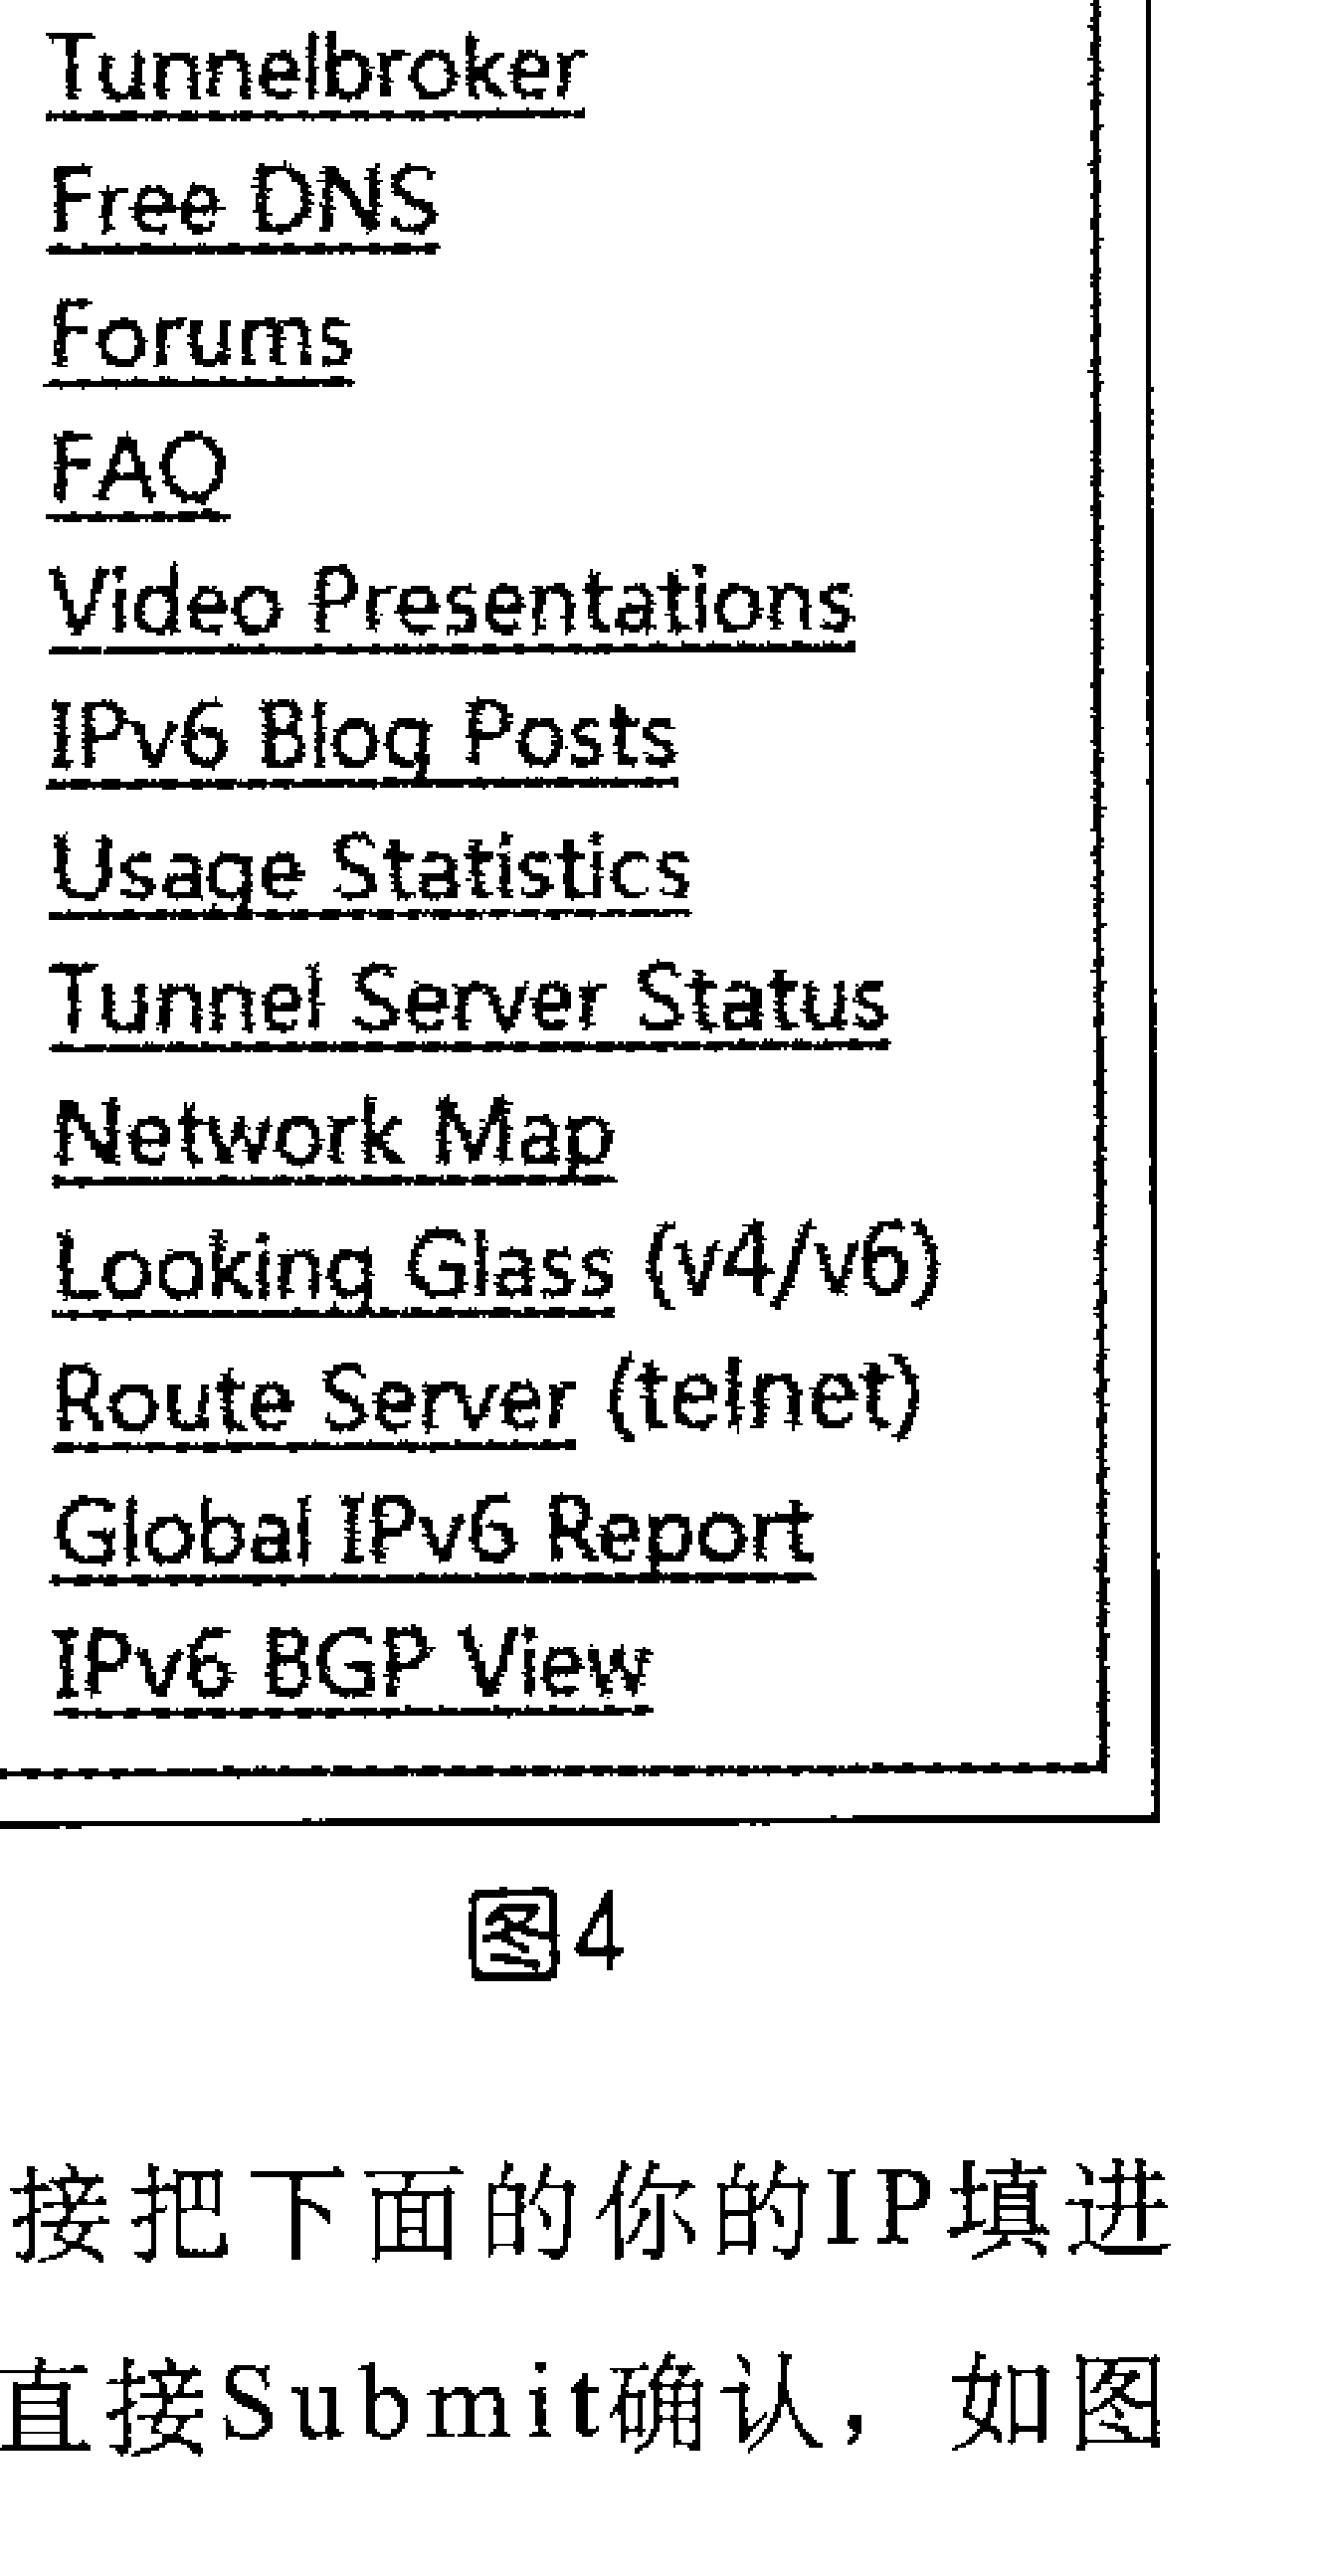 Tunnelbroker
Free DNS
Forums
FAQ
Video Presentations
IPv6 Blog Posts
Usage Statistics
Tunnel Server Status
Network Map
Looking Glass (v4/v6)
Route Server (telnet)
Global IPv6 Report
IPv6 BGP View
图4
接把下面的你的IP填进
直接Submit确认，如图